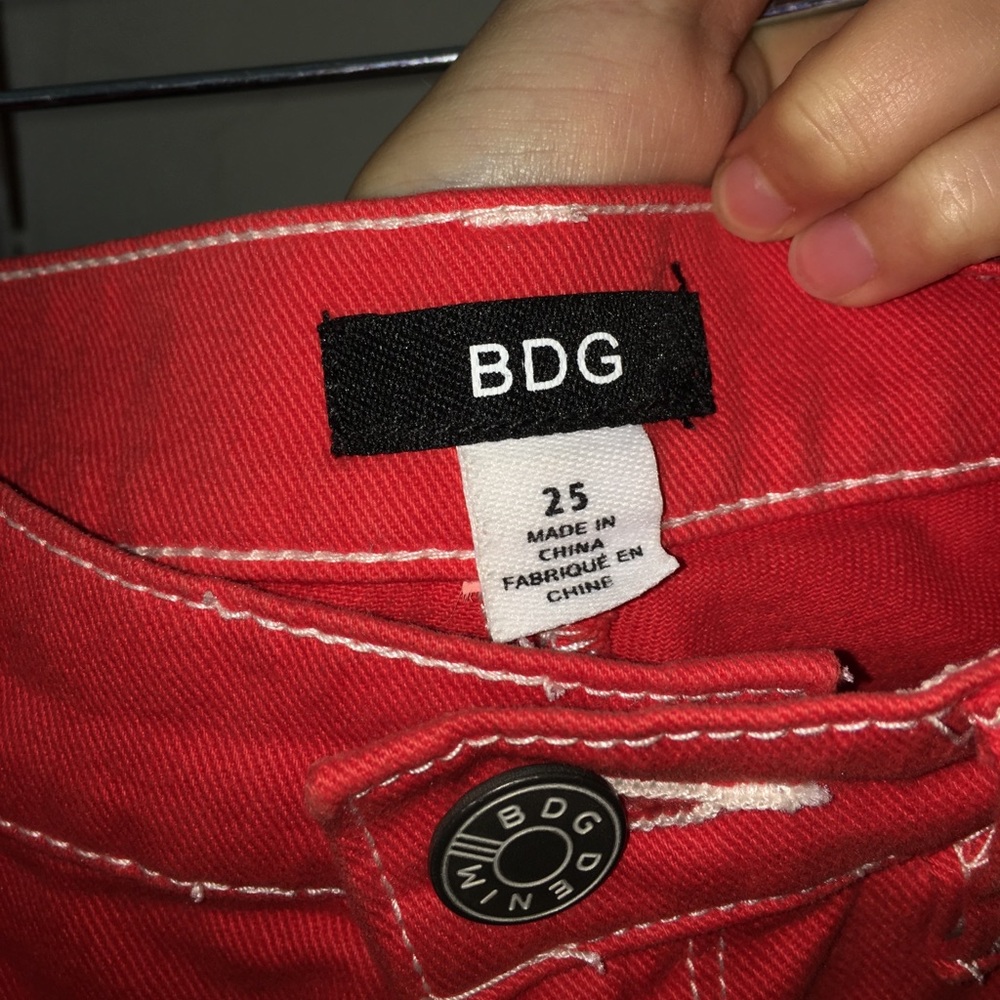 BDG
25
MADE IN
CHINA
FABRIQUÉ EN
CHINE
BDG DENIM